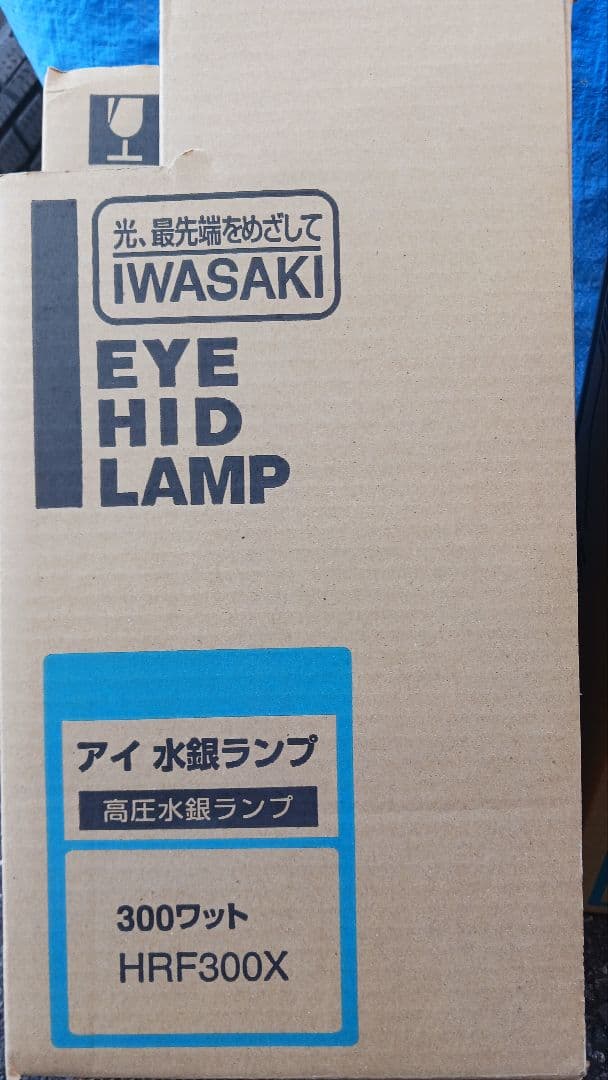 光、最先端をめざして
IWASAKI
EYE
HID
LAMP
アイ 水銀ランプ
高圧水銀ランプ
300ワット
HRF300X